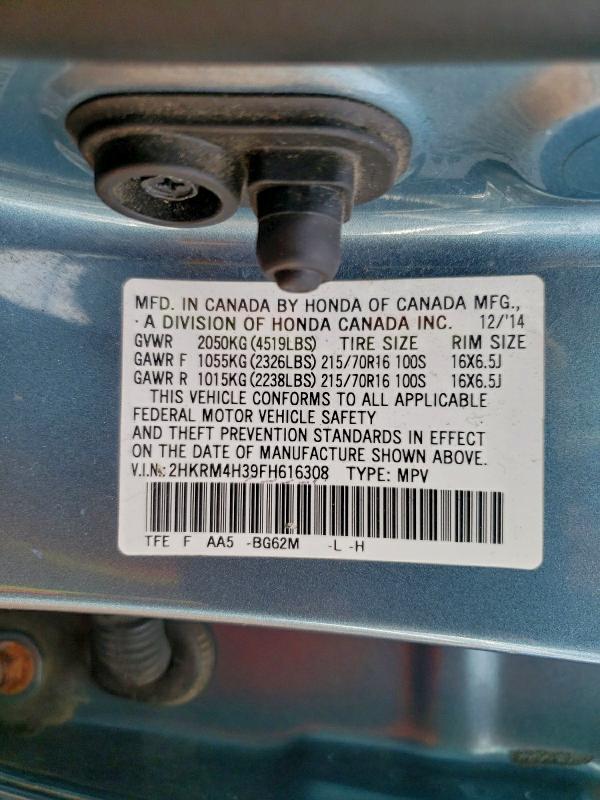 MFD. IN CANADA BY HONDA OF CANADA MFG.,
A DIVISION OF HONDA CANADA INC. 12/'14
GVWR 2050KG(4519LBS) TIRE SIZE RIM SIZE
GAWR F 1055KG(2326LBS) 215/70R16 100S 16X6.5J
GAWR R 1015KG(2238LBS) 215/70R16 100S 16X6.5J
THIS VEHICLE CONFORMS TO ALL APPLICABLE
FEDERAL MOTOR VEHICLE SAFETY
AND THEFT PREVENTION STANDARDS IN EFFECT
ON THE DATE OF MANUFACTURE SHOWN ABOVE.
V.I.N.: 2HKRM4H39FH616308 TYPE: MPV
TFE F AA5 -BG62M -L -H